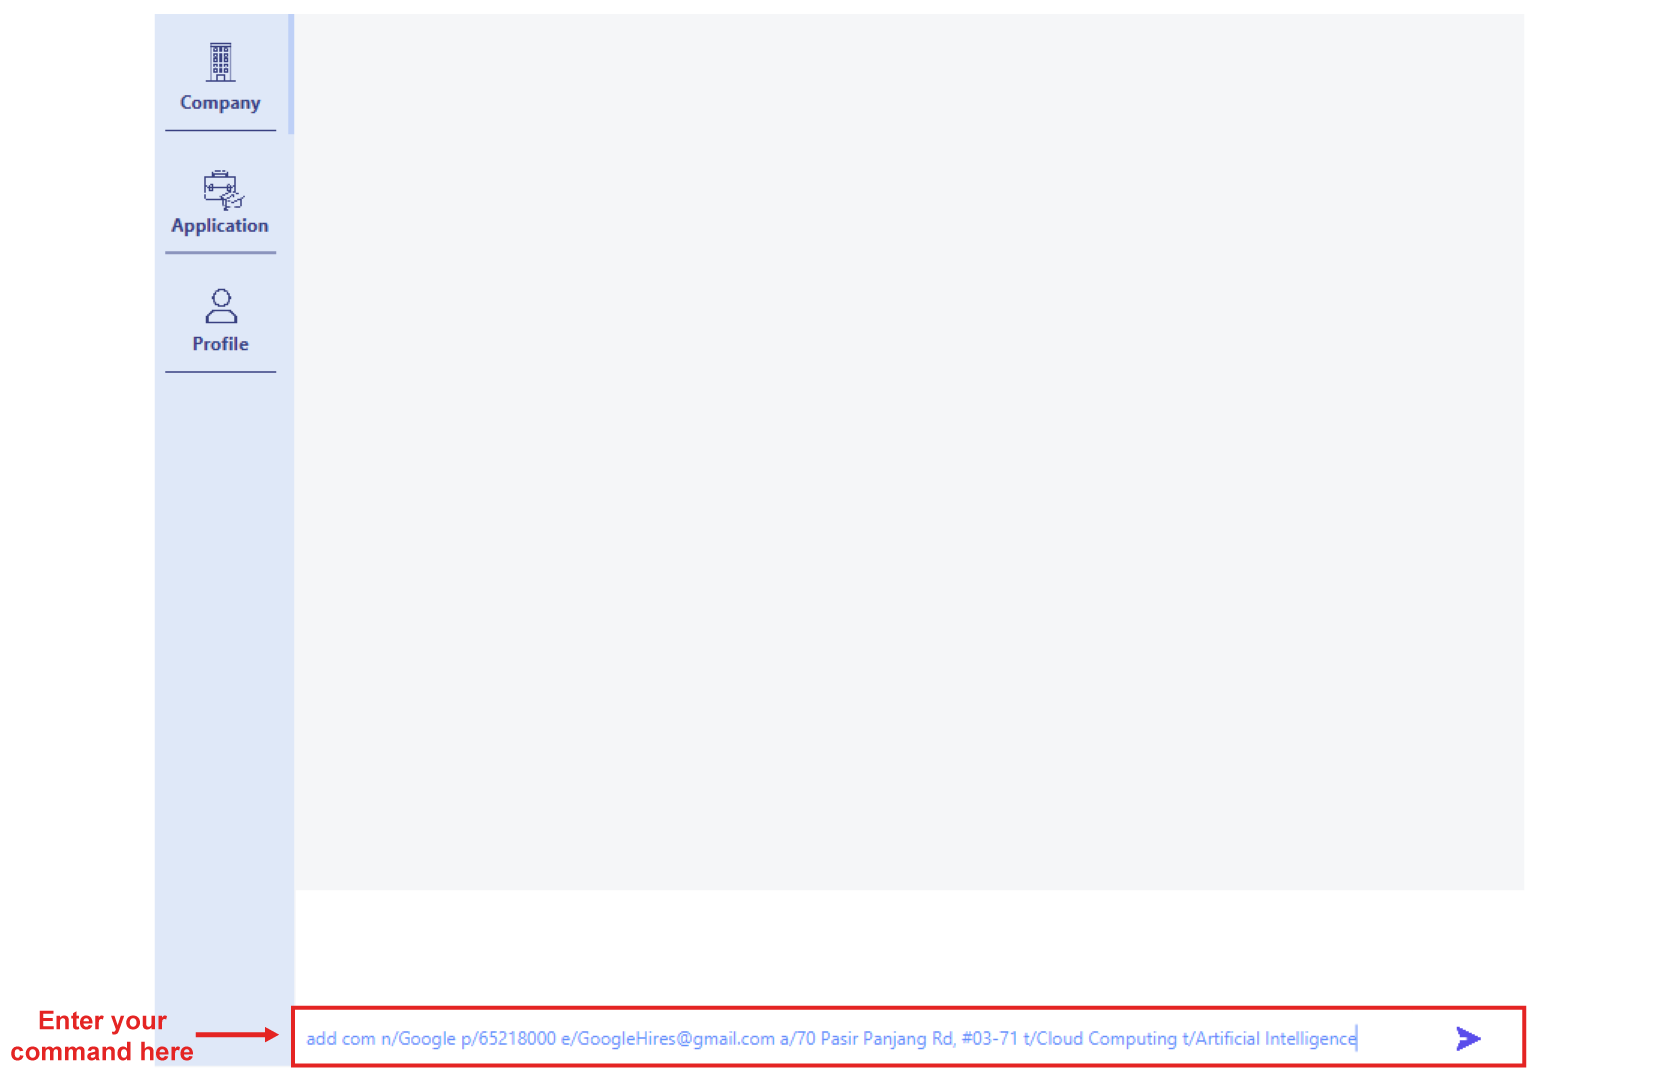 Company
Application
Profile
Enter your
command here
add com n/Google p/65218000 e/GoogleHires@gmail.com a/70 Pasir Panjang Rd, #03-71 t/Cloud Computing t/Artificial Intelligence